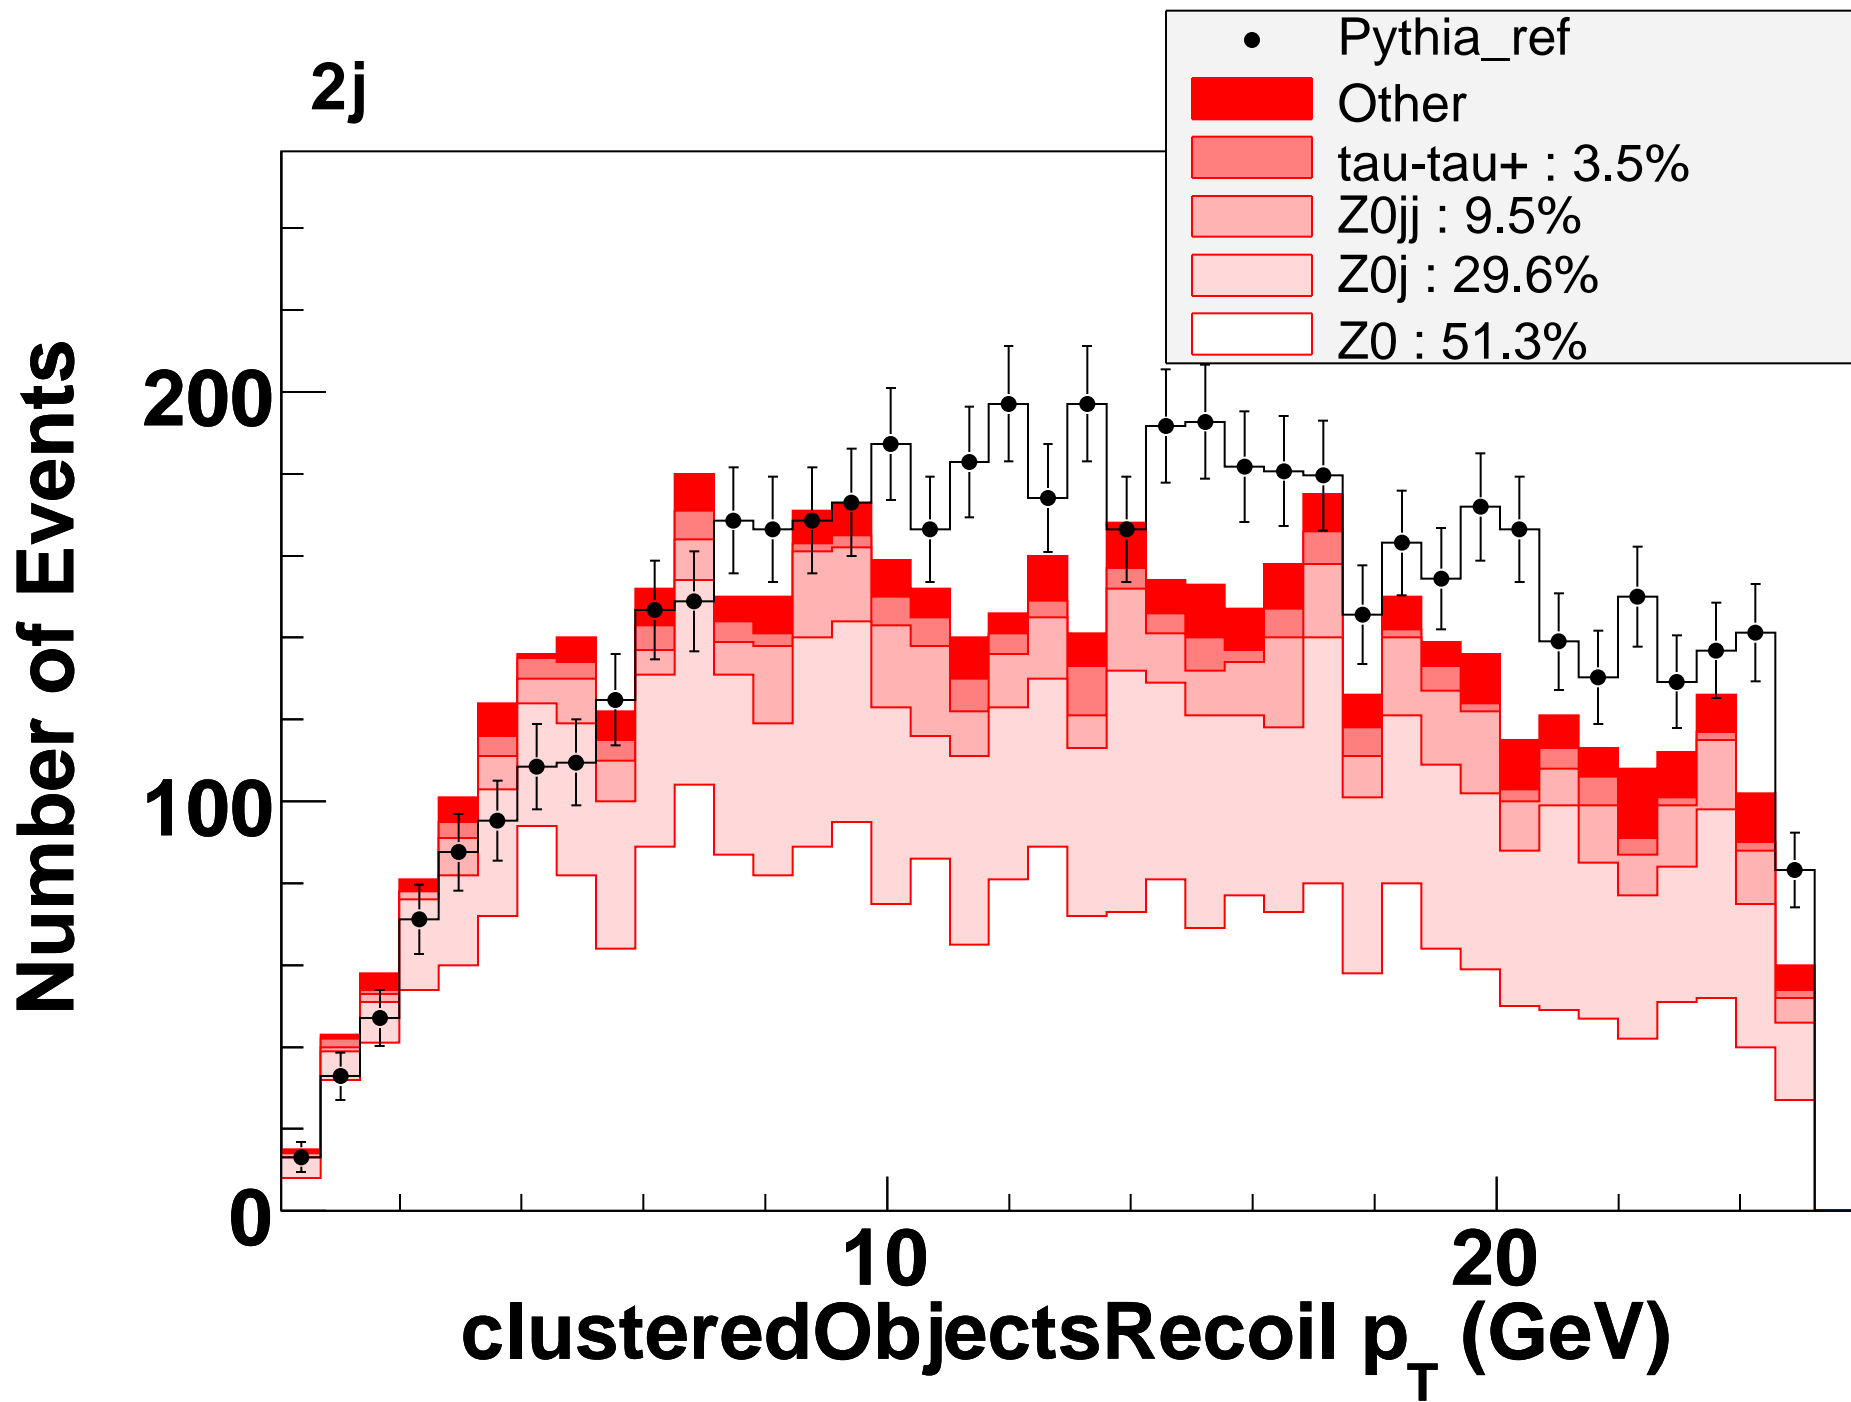 2j
Pythia_ref
Other
tau-tau+ : 3.5%
Z0jj : 9.5%
Z0j : 29.6%
Z0 : 51.3%
Number of Events
200
100
0
10
20
clusteredObjectsRecoil p_T (GeV)